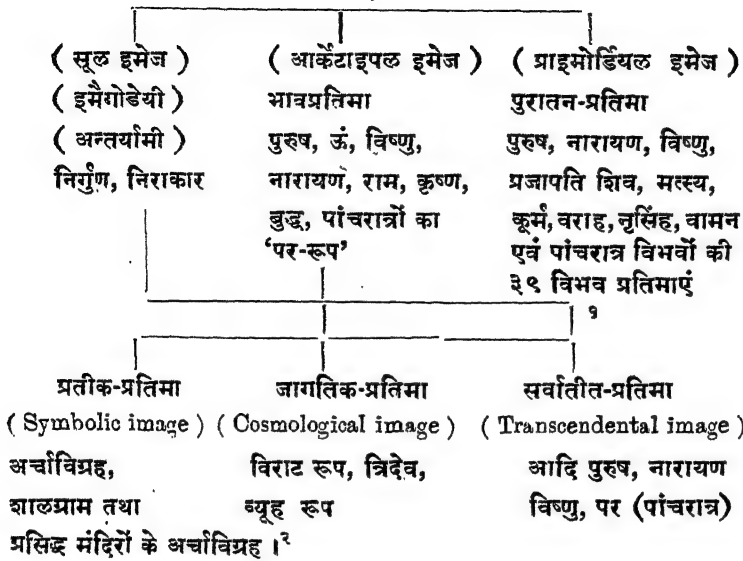 ( सूल इमेज ) ( आर्केटाइपल इमेज ) ( प्राइमोर्डियल इमेज )
( इमैगोडेयी ) भावप्रतिमा पुरातन-प्रतिमा
( अन्तर्यामी ) पुरुष, ऊं, विष्णु, पुरुष, नारायण, विष्णु,
निर्गुण, निराकार नारायण, राम, कृष्ण, प्रजापति शिव, मत्स्य,
बुद्ध, पांचरात्रों का कूर्म, वराह, नृसिंह, वामन
‘पर-रूप’ एवं पांचरात्र विभवों की
३९ विभव प्रतिमाएं
१
प्रतीक-प्रतिमा जागतिक-प्रतिमा सर्वातीत-प्रतिमा
( Symbolic image ) ( Cosmological image ) ( Transcendental image )
अर्चाविग्रह, विराट रूप, त्रिदेव, आदि पुरुष, नारायण
शालग्राम तथा व्यूह रूप विष्णु, पर (पांचरात्र)
प्रसिद्ध मंदिरों के अर्चाविग्रह ।२